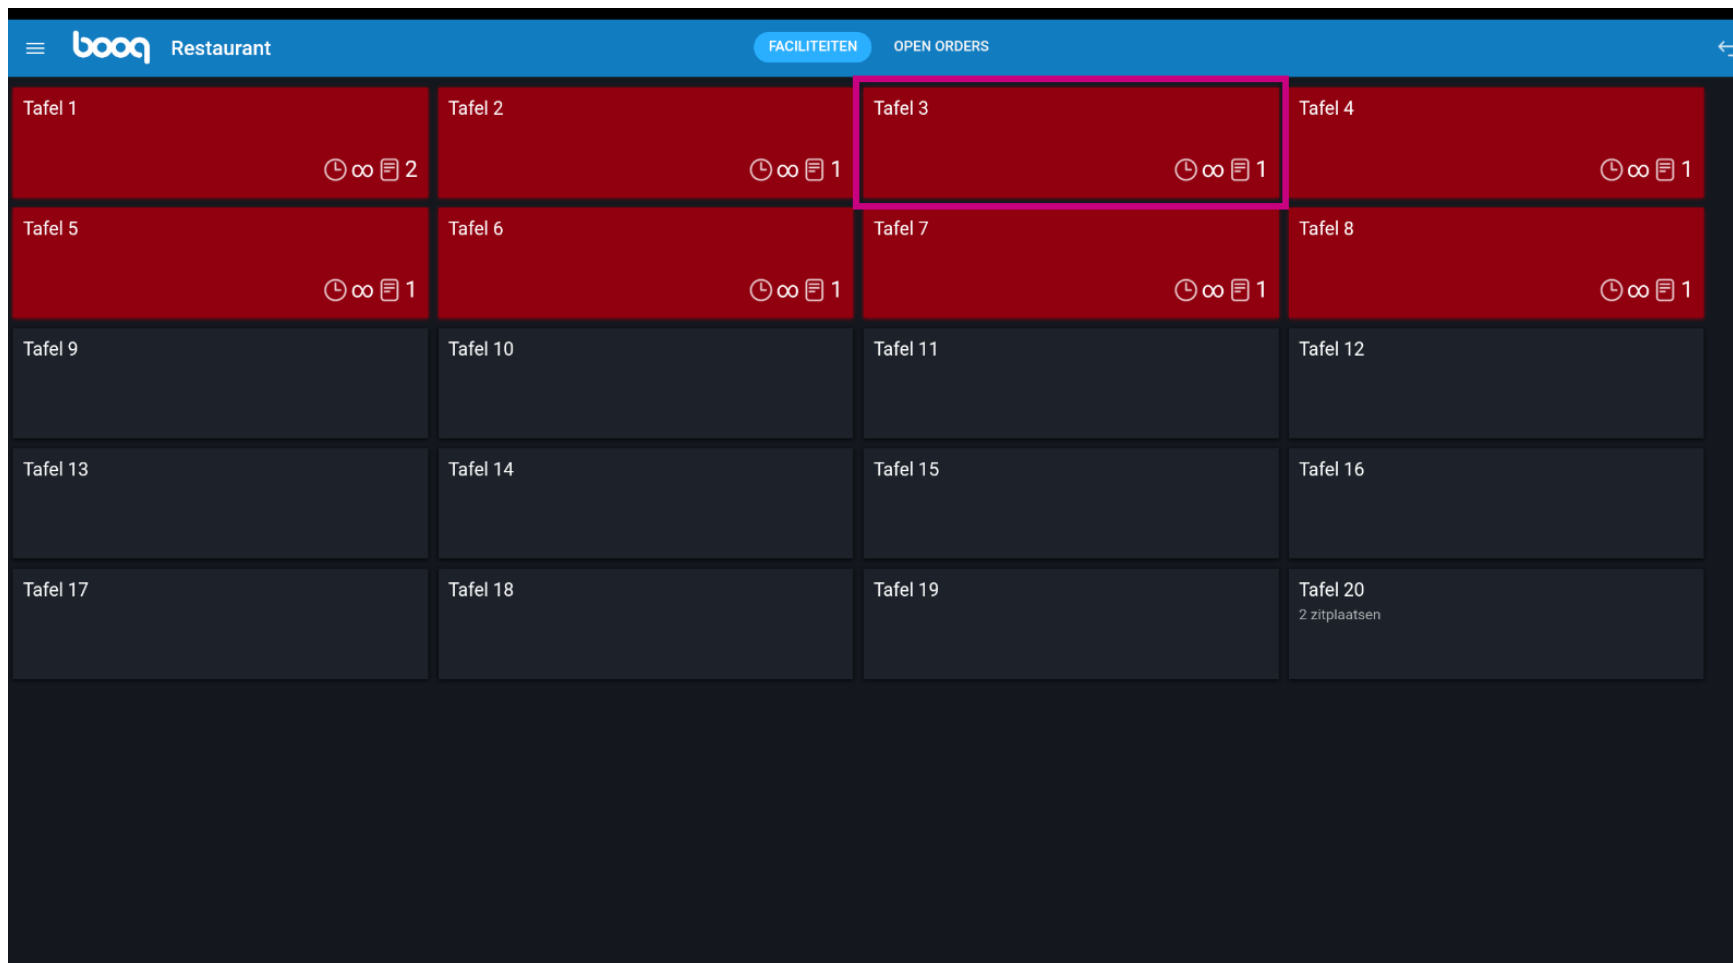 booq Restaurant FACILITEITEN OPEN ORDERS
Tafel 1 Tafel 2 Tafel 3 Tafel 4
∞ 2 ∞ 1 ∞ 1 ∞ 1
Tafel 5 Tafel 6 Tafel 7 Tafel 8
∞ 1 ∞ 1 ∞ 1 ∞ 1
Tafel 9 Tafel 10 Tafel 11 Tafel 12
Tafel 13 Tafel 14 Tafel 15 Tafel 16
Tafel 17 Tafel 18 Tafel 19 Tafel 20
2 zitplaatsen